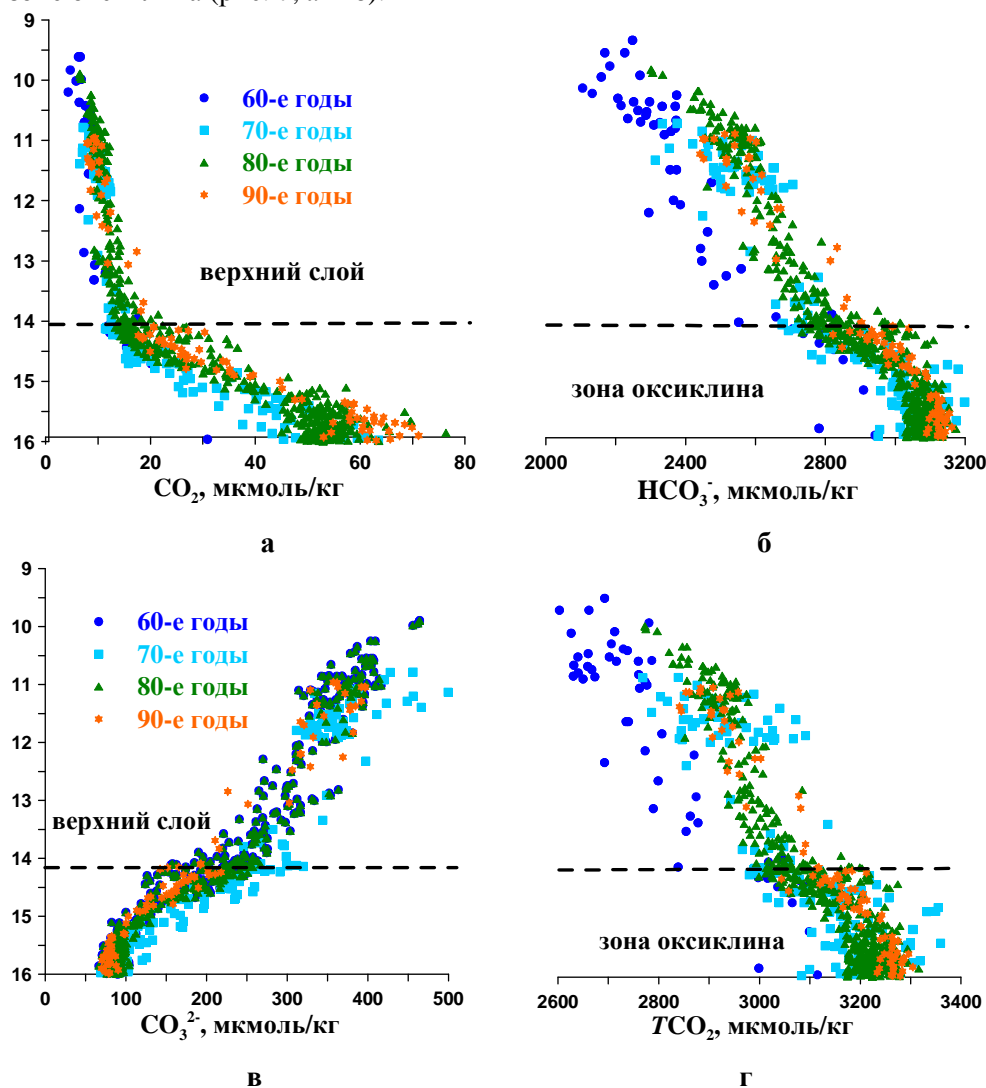 9
10
11
12
13
14
15
16
60-е годы
70-е годы
80-е годы
90-е годы
верхний слой
0 20 40 60 80
CO₂, мкмоль/кг
а
зона оксиклина
2000 2400 2800 3200
HCO₃⁻, мкмоль/кг
б
9
10
11
12
13
14
15
16
60-е годы
70-е годы
80-е годы
90-е годы
верхний слой
0 100 200 300 400 500
CO₃²⁻, мкмоль/кг
в
зона оксиклина
2600 2800 3000 3200 3400
TCO₂, мкмоль/кг
г